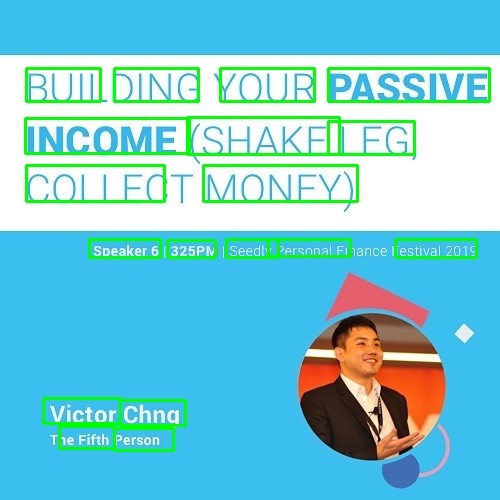 BUILDING YOUR PASSIVE
INCOME (SHAKE LEG,
COLLECT MONEY)
Speaker 6 | 325PM | Seedly Personal Finance Festival 2019
Victor Chng
The Fifth Person